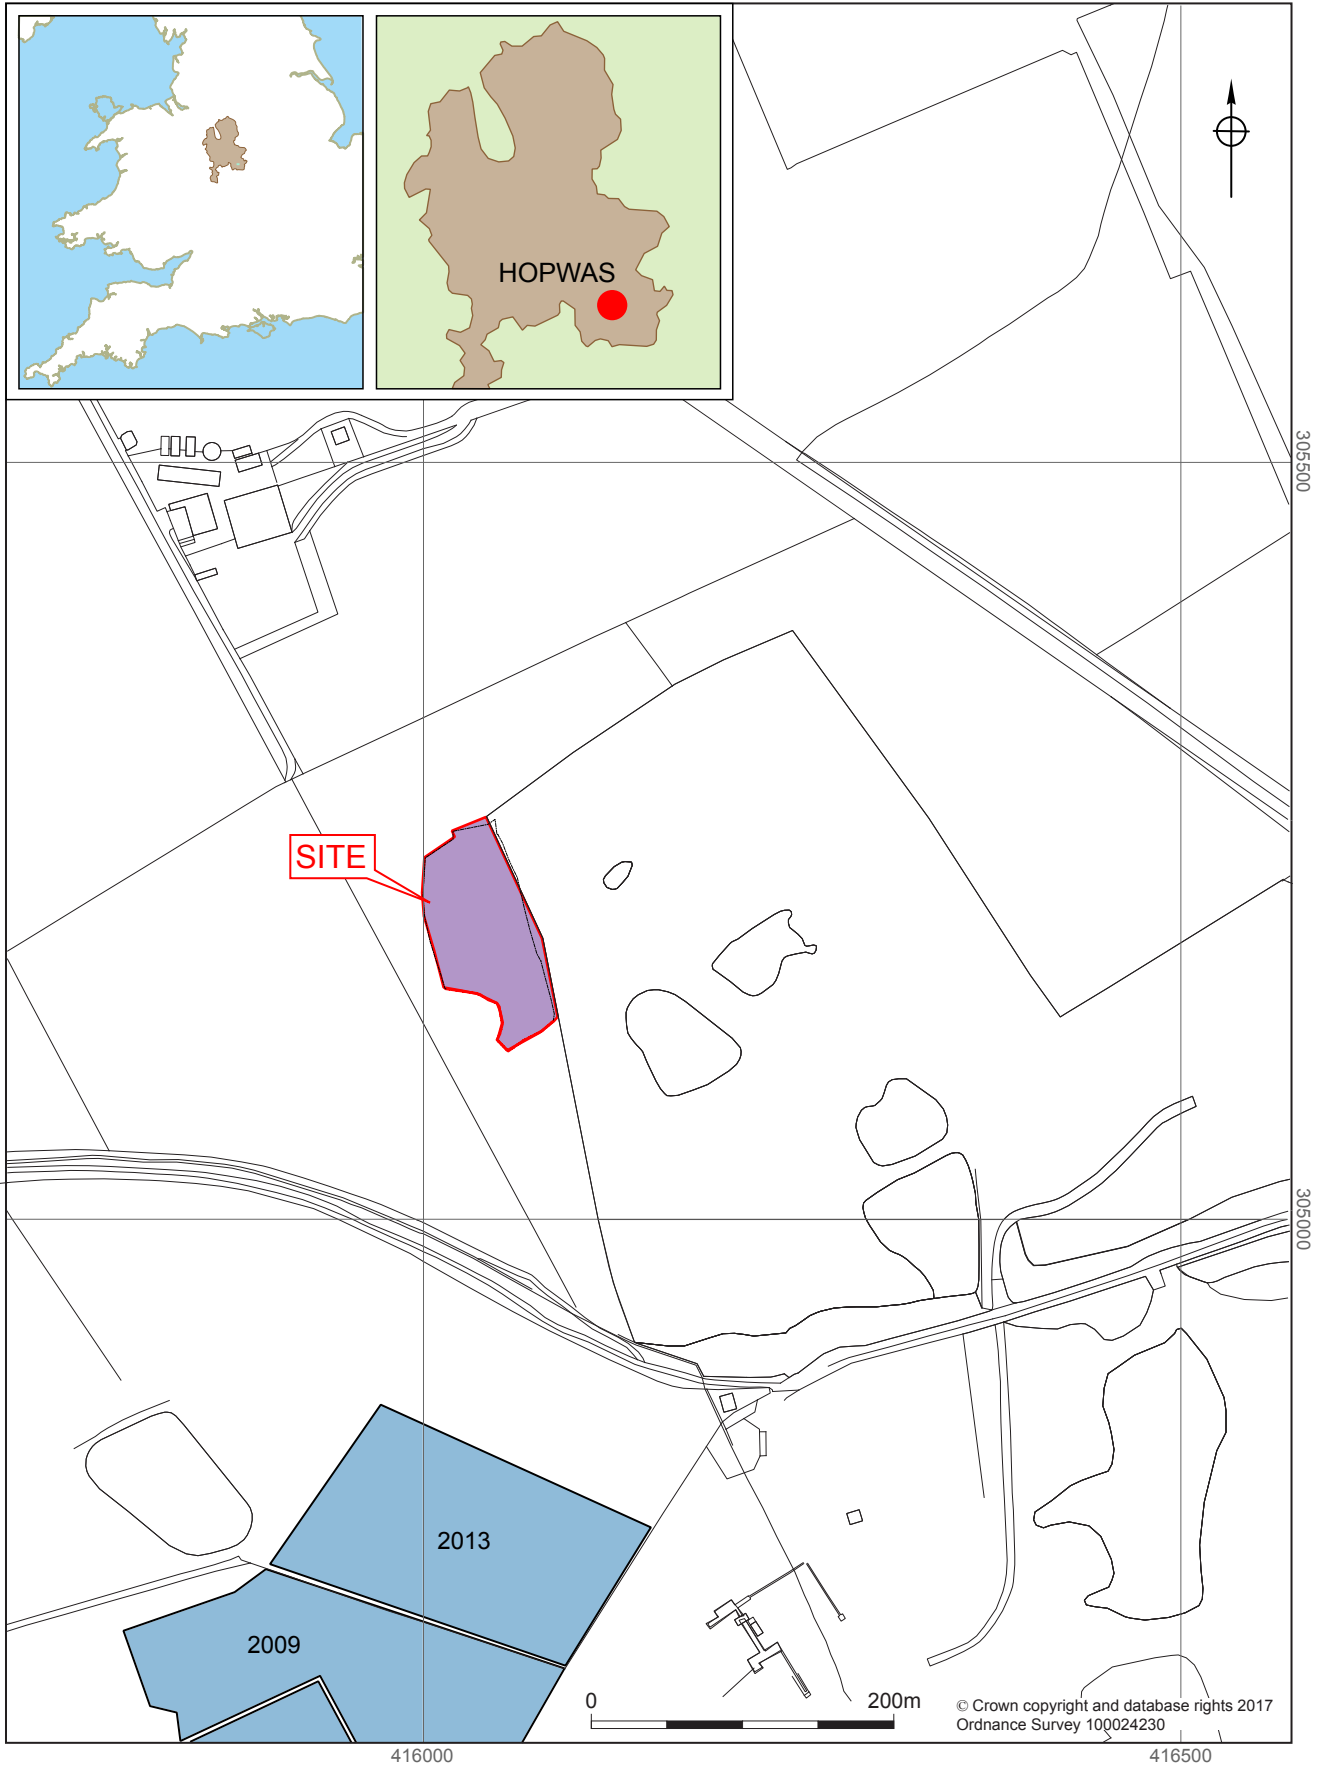 HOPWAS
305500
SITE
305000
2013
2009
0 200m
© Crown copyright and database rights 2017
Ordnance Survey 100024230
416000
416500